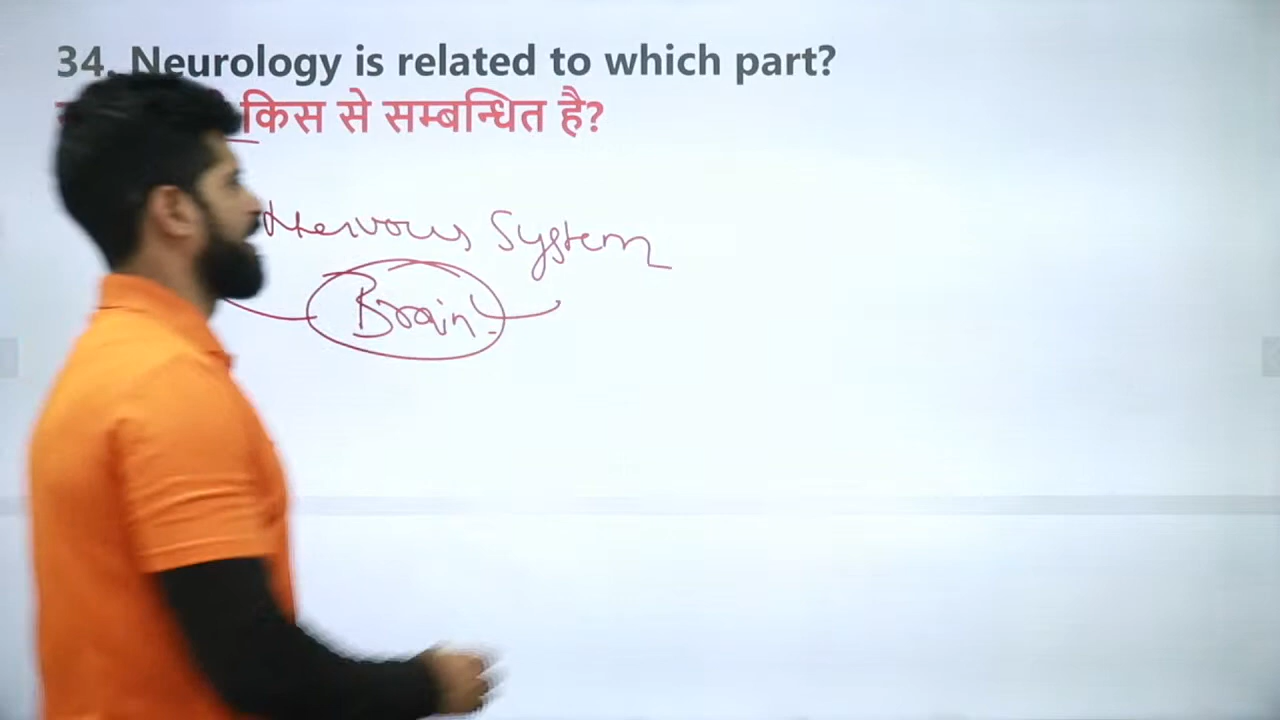 34. Neurology is related to which part?
किस से सम्बन्धित है?
Nervous System
Brain